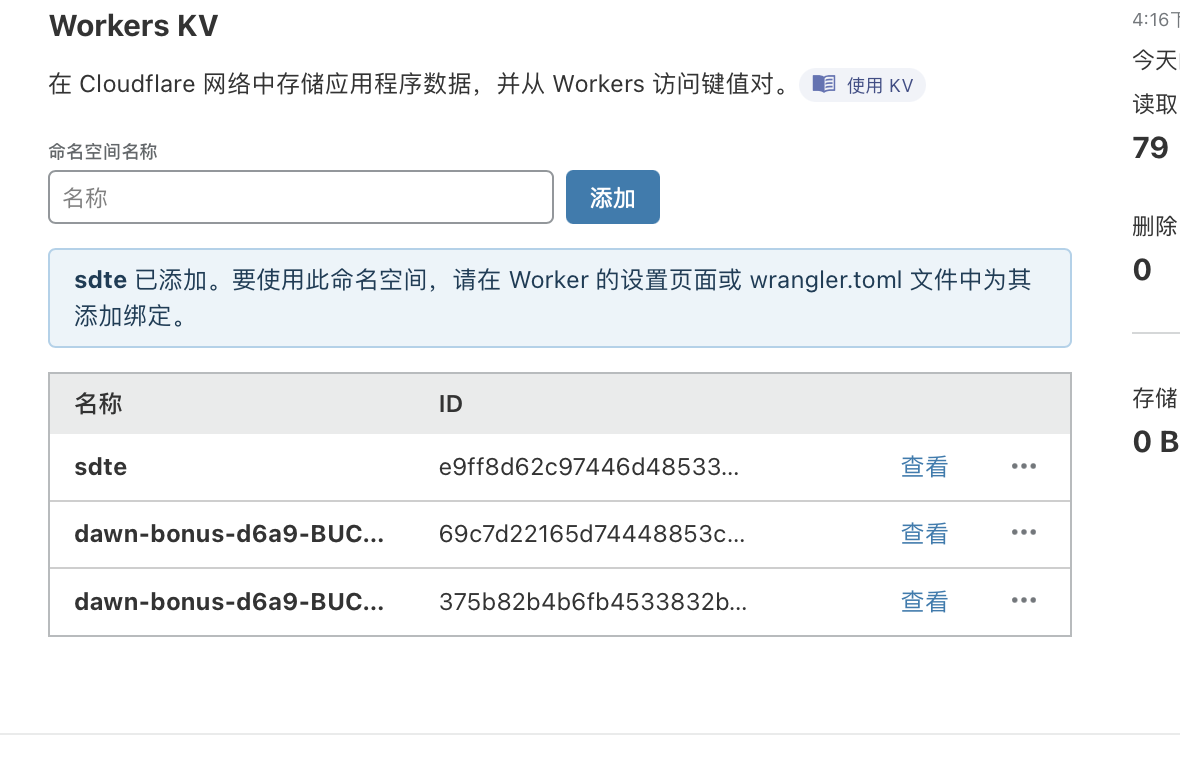 Workers KV
在 Cloudflare 网络中存储应用程序数据，并从 Workers 访问键值对。 使用 KV
命名空间名称
名称
添加
sdte 已添加。要使用此命名空间，请在 Worker 的设置页面或 wrangler.toml 文件中为其
添加绑定。
名称 ID
sdte e9ff8d62c97446d48533... 查看
dawn-bonus-d6a9-BUC... 69c7d22165d74448853c... 查看
dawn-bonus-d6a9-BUC... 375b82b4b6fb4533832b... 查看
4:16下
今天
读取
79
删除
0
存储
0 B